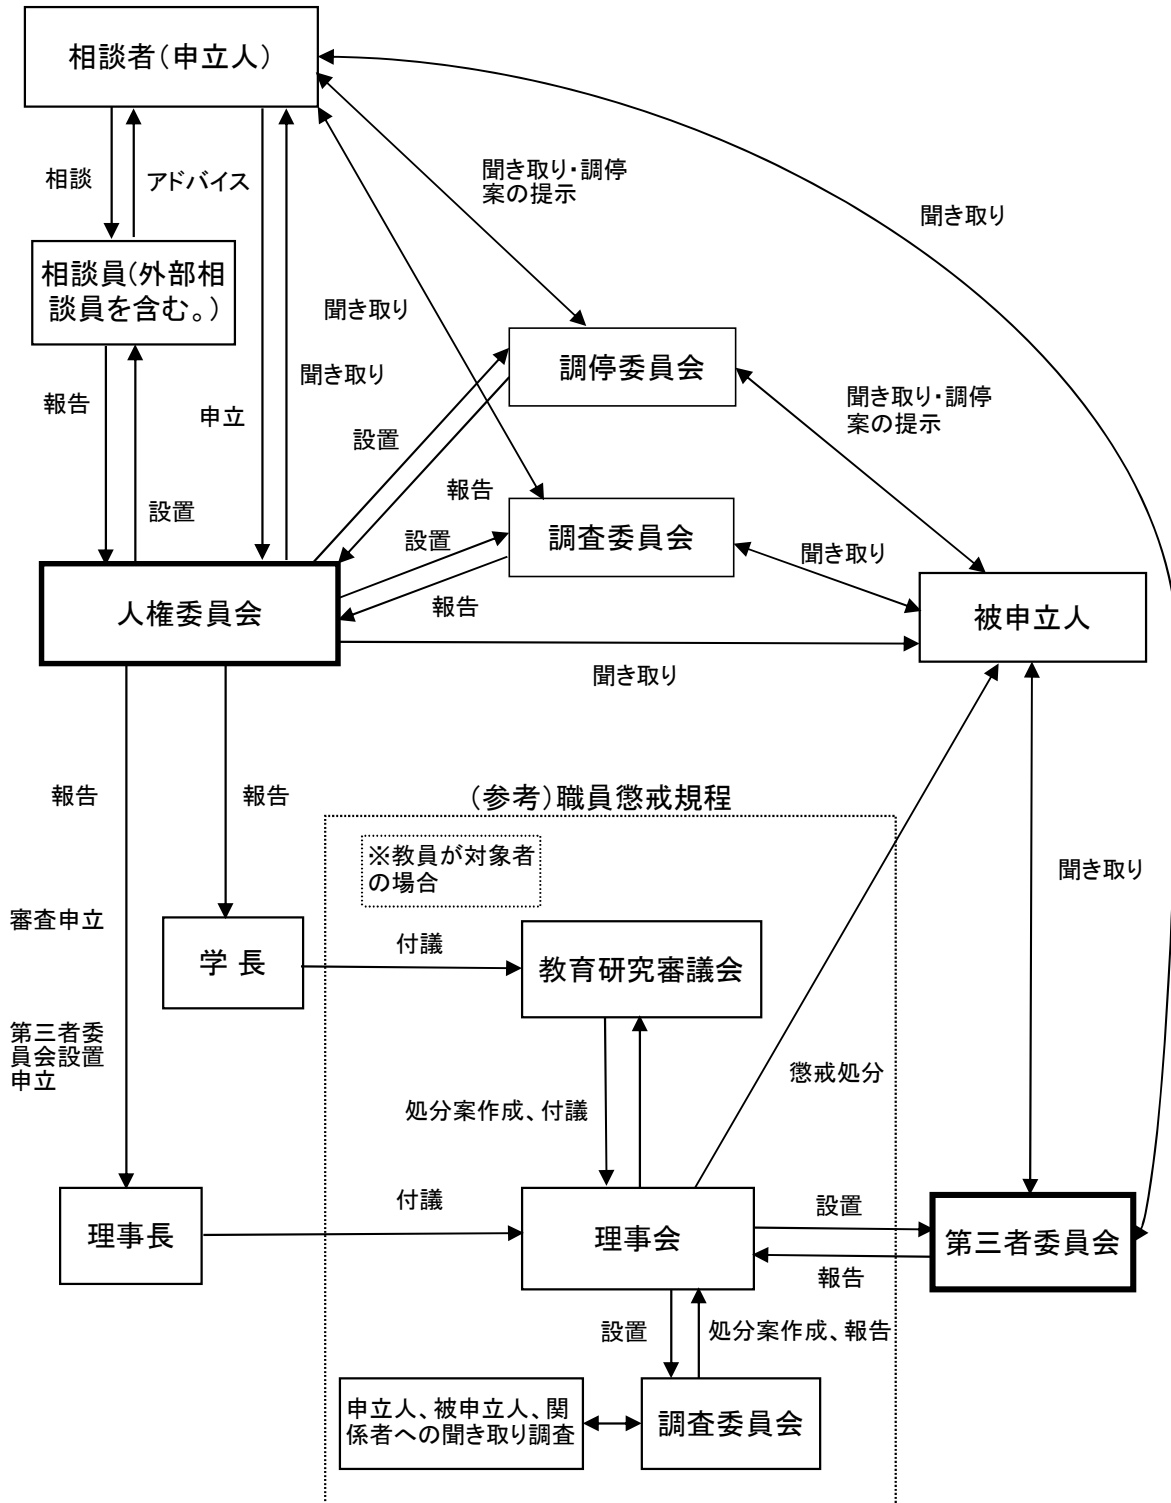 相談者(申立人)
相談
アドバイス
聞き取り・調停
案の提示
聞き取り
相談員(外部相
談員を含む。)
聞き取り
聞き取り
調停委員会
報告
申立
設置
聞き取り・調停
案の提示
設置
報告
設置
調査委員会
聞き取り
人権委員会
報告
被申立人
聞き取り
報告
報告
(参考)職員懲戒規程
※教員が対象者
の場合
聞き取り
審査申立
学 長
付議
教育研究審議会
第三者委
員会設置
申立
懲戒処分
処分案作成、付議
理事長
付議
理事会
設置
第三者委員会
報告
設置
処分案作成、報告
申立人、被申立人、関
係者への聞き取り調査
調査委員会